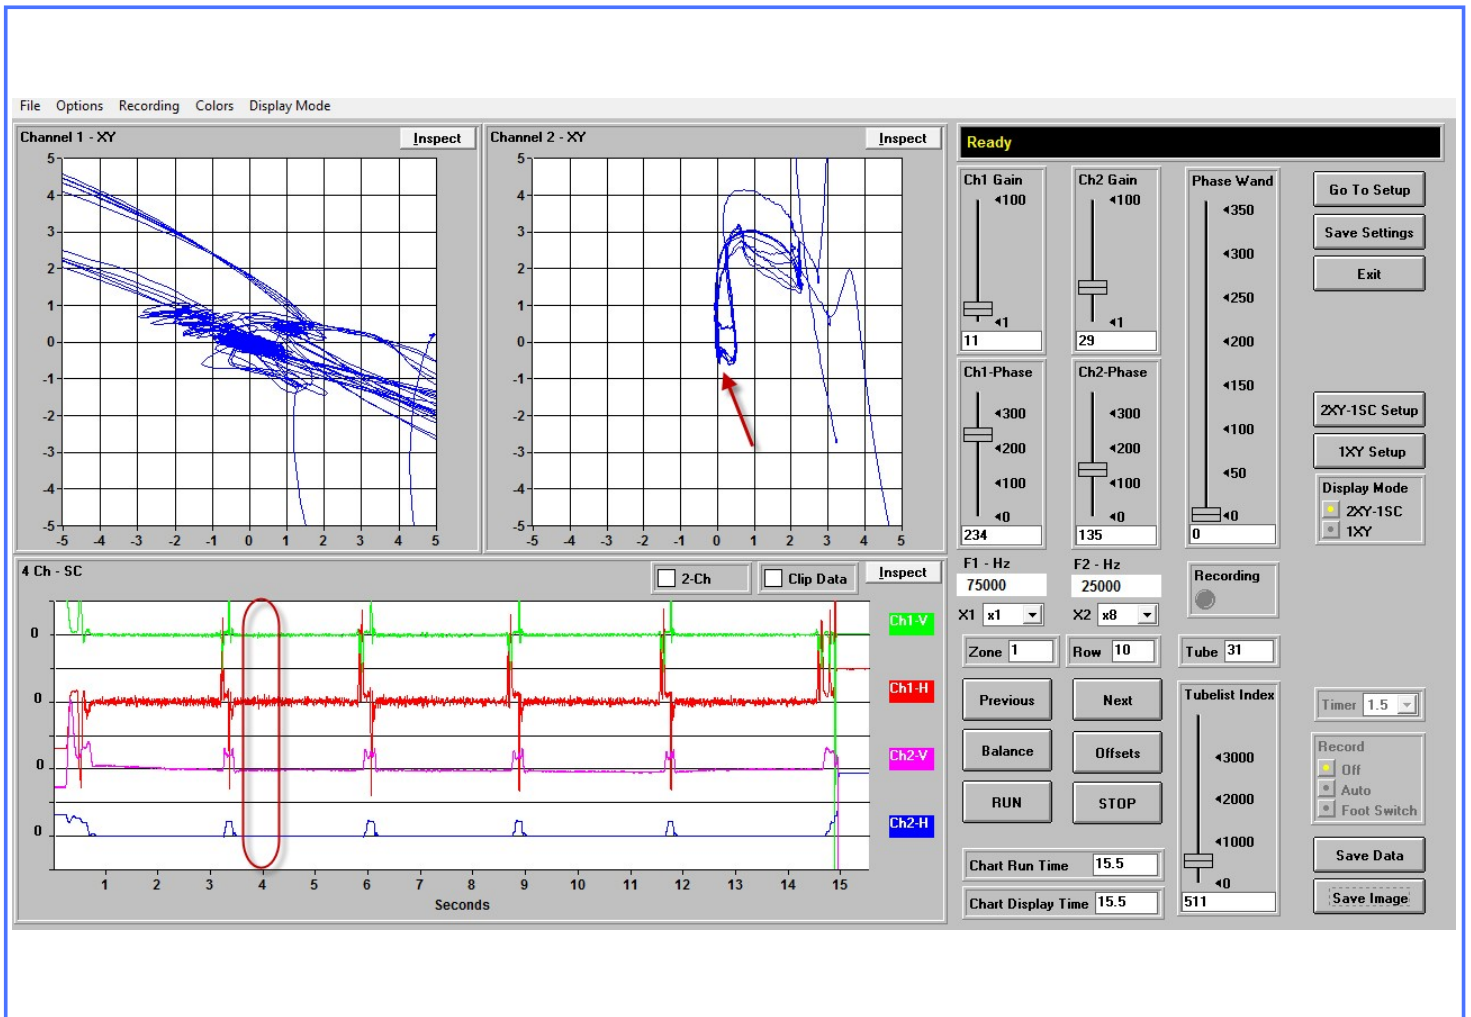 File Options Recording Colors Display Mode
Channel 1 - XY
Inspect
5
4
3
2
1
0
-1
-2
-3
-4
-5
-5 -4 -3 -2 -1 0 1 2 3 4 5
Channel 2 - XY
Inspect
5
4
3
2
1
0
-1
-2
-3
-4
-5
-5 -4 -3 -2 -1 0 1 2 3 4 5
4 Ch - SC
2-Ch
Clip Data
Inspect
0
0
0
0
Ch1-V
Ch1-H
Ch2-V
Ch2-H
1 2 3 4 5 6 7 8 9 10 11 12 13 14 15
Seconds
Ready
Ch1 Gain
100
1
11
Ch2 Gain
100
1
29
Phase Wand
350
300
250
200
150
100
50
0
0
Ch1-Phase
300
200
100
0
234
Ch2-Phase
300
200
100
0
135
Go To Setup
Save Settings
Exit
2XY-1SC Setup
1XY Setup
Display Mode
2XY-1SC
1XY
F1 - Hz
75000
F2 - Hz
25000
Recording
X1 x1
X2 x8
Zone 1
Row 10
Tube 31
Previous
Next
Balance
Offsets
RUN
STOP
Tubelist Index
3000
2000
1000
0
511
Timer 1.5
Record
Off
Auto
Foot Switch
Chart Run Time 15.5
Chart Display Time 15.5
Save Data
Save Image